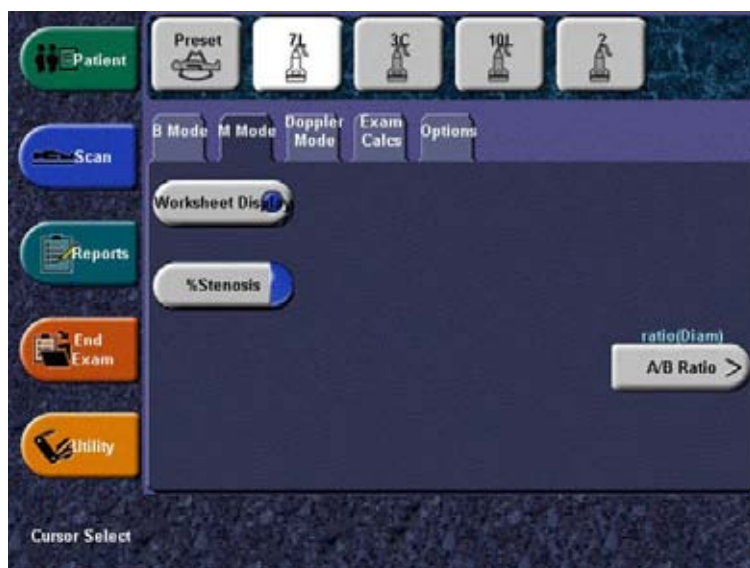 Patient
Preset
7L
3C
10L
2
B Mode
M Mode
Doppler
Mode
Exam
Calcs
Options
Scan
Worksheet Display
Reports
%Stenosis
End
Exam
ratio(Diam)
A/B Ratio >
Utility
Cursor Select